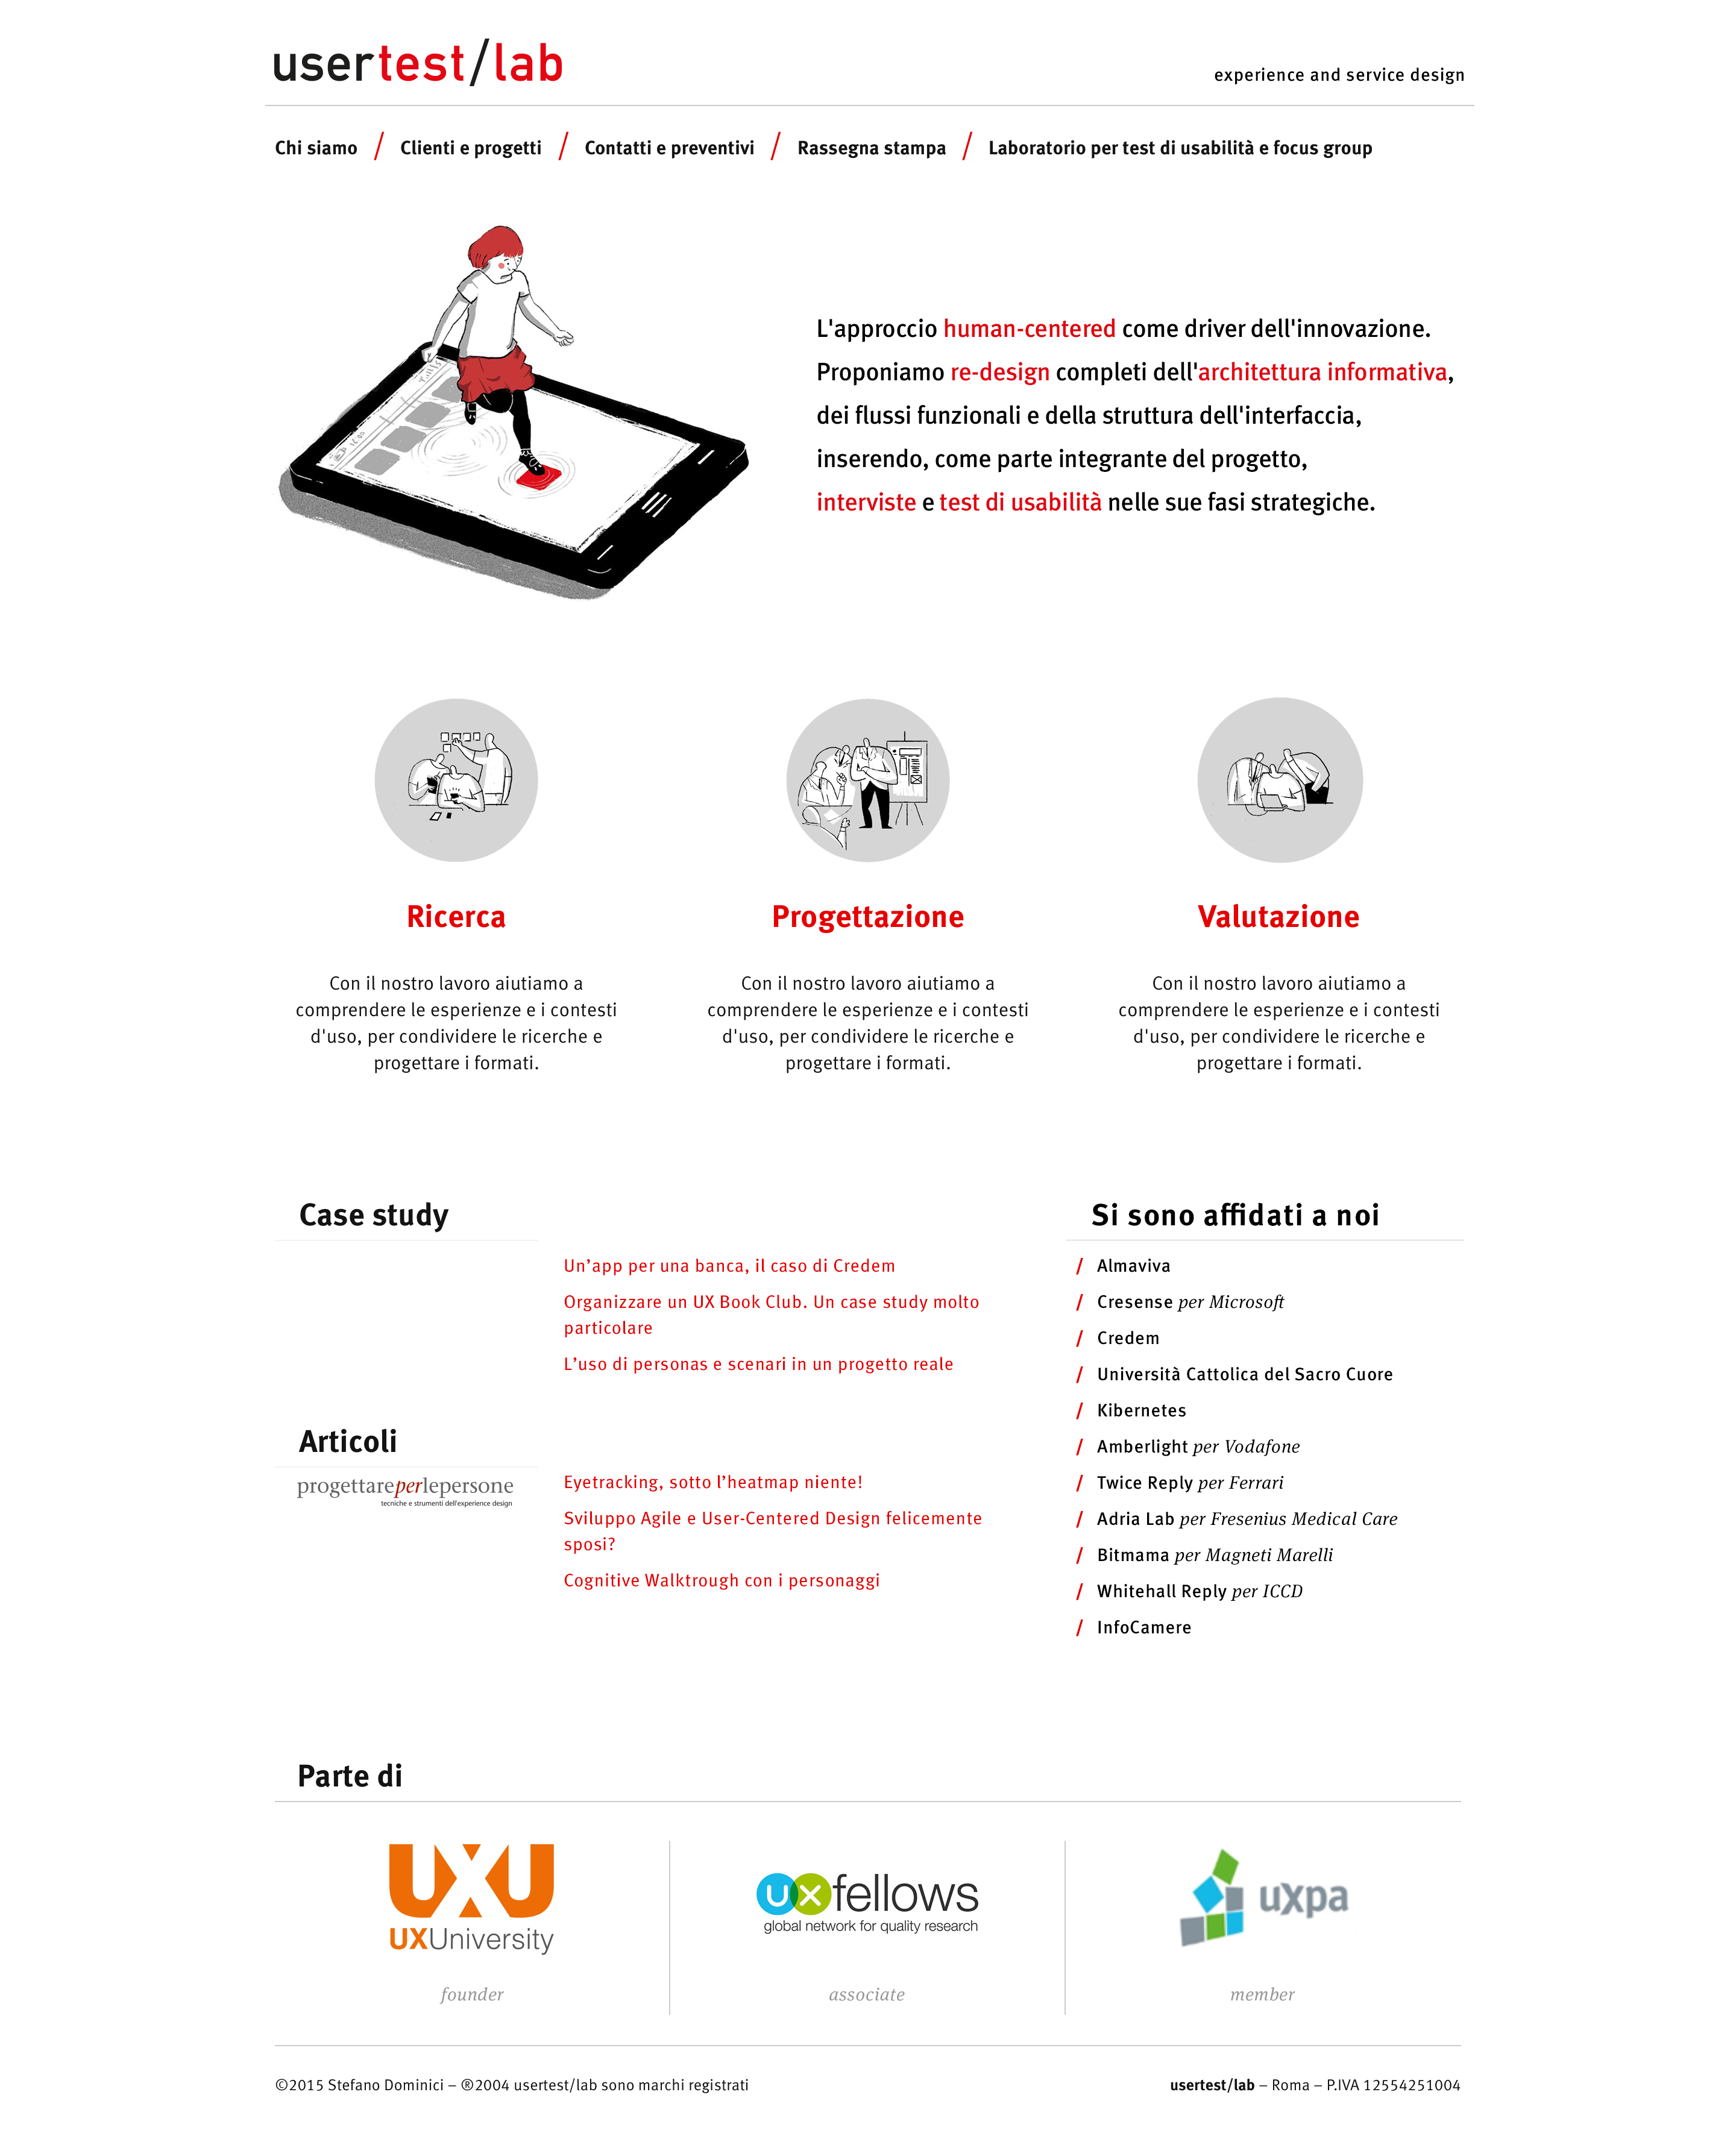 usertest/lab
experience and service design
Chi siamo / Clienti e progetti / Contatti e preventivi / Rassegna stampa / Laboratorio per test di usabilità e focus group
L'approccio human-centered come driver dell'innovazione.
Proponiamo re-design completi dell'architettura informativa,
dei flussi funzionali e della struttura dell'interfaccia,
inserendo, come parte integrante del progetto,
interviste e test di usabilità nelle sue fasi strategiche.
Ricerca
Con il nostro lavoro aiutiamo a
comprendere le esperienze e i contesti
d'uso, per condividere le ricerche e
progettare i formati.
Progettazione
Con il nostro lavoro aiutiamo a
comprendere le esperienze e i contesti
d'uso, per condividere le ricerche e
progettare i formati.
Valutazione
Con il nostro lavoro aiutiamo a
comprendere le esperienze e i contesti
d'uso, per condividere le ricerche e
progettare i formati.
Case study
Un’app per una banca, il caso di Credem
Organizzare un UX Book Club. Un case study molto
particolare
L’uso di personas e scenari in un progetto reale
Articoli
progettareperlepersone
tecniche e strumenti dell'experience design
Eyetracking, sotto l’heatmap niente!
Sviluppo Agile e User-Centered Design felicemente
sposi?
Cognitive Walktrough con i personaggi
Si sono affidati a noi
/ Almaviva
/ Cresense per Microsoft
/ Credem
/ Università Cattolica del Sacro Cuore
/ Kibernetes
/ Amberlight per Vodafone
/ Twice Reply per Ferrari
/ Adria Lab per Fresenius Medical Care
/ Bitmama per Magneti Marelli
/ Whitehall Reply per ICCD
/ InfoCamere
Parte di
UXU
UXUniversity
founder
ux fellows
global network for quality research
associate
uxpa
member
©2015 Stefano Dominici – ®2004 usertest/lab sono marchi registrati
usertest/lab – Roma – P.IVA 12554251004